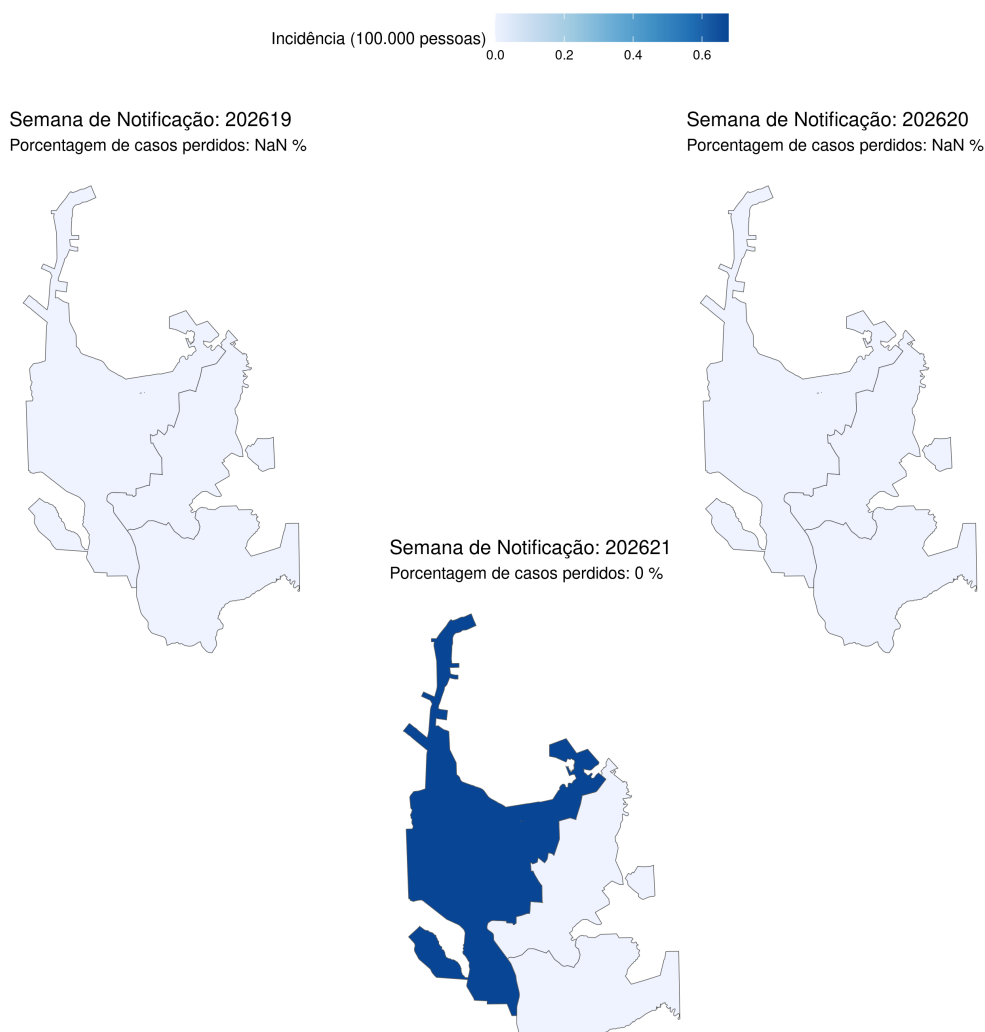 Incidência (100.000 pessoas)
0.0 0.2 0.4 0.6
Semana de Notificação: 202619
Porcentagem de casos perdidos: NaN %
Semana de Notificação: 202620
Porcentagem de casos perdidos: NaN %
Semana de Notificação: 202621
Porcentagem de casos perdidos: 0 %